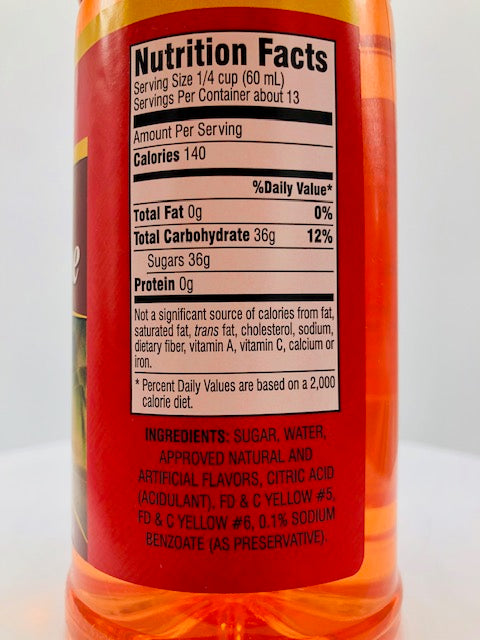 Nutrition Facts
Serving Size 1/4 cup (60 mL)
Servings Per Container about 13
Amount Per Serving
Calories 140
%Daily Value*
Total Fat 0g 0%
Total Carbohydrate 36g 12%
Sugars 36g
Protein 0g
Not a significant source of calories from fat,
saturated fat, trans fat, cholesterol, sodium,
dietary fiber, vitamin A, vitamin C, calcium or
iron.
* Percent Daily Values are based on a 2,000
calorie diet.
INGREDIENTS: SUGAR, WATER,
APPROVED NATURAL AND
ARTIFICIAL FLAVORS, CITRIC ACID
(ACIDULANT), FD & C YELLOW #5,
FD & C YELLOW #6, 0.1% SODIUM
BENZOATE (AS PRESERVATIVE)